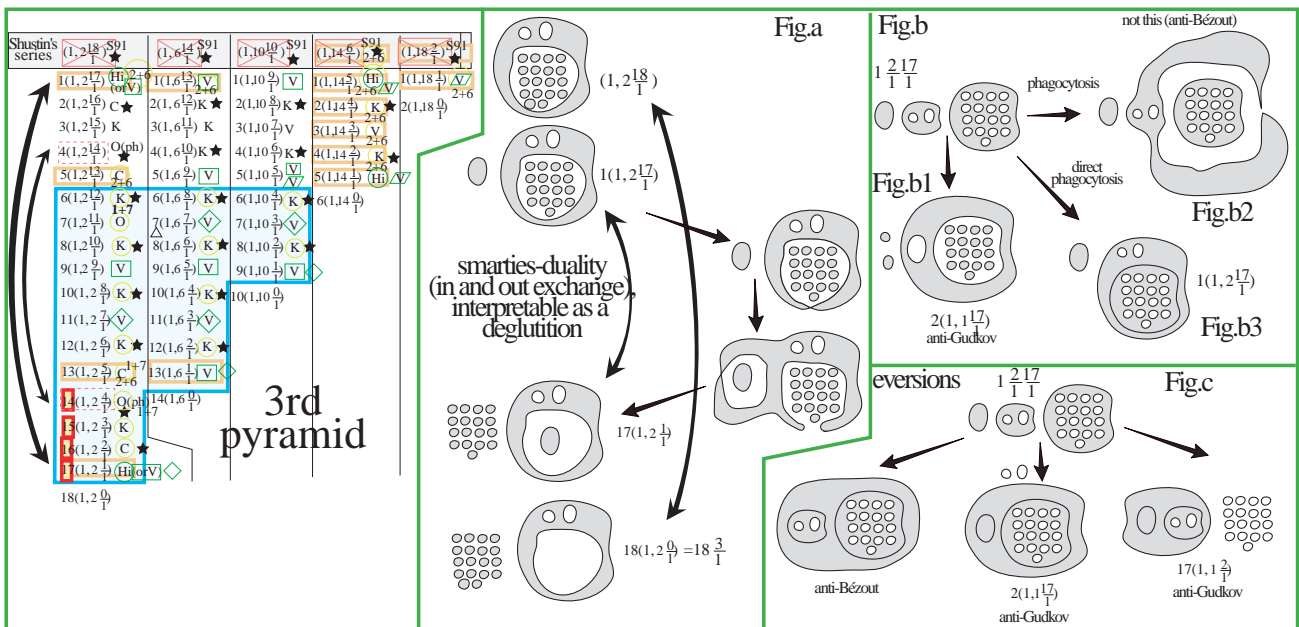 Shustin's series
(1, 2 18/1) S91 ★ (1, 6 14/1) S91 ★ (1,10 10/1) S91 ★ (1,14 6/1) S91 2+6 ★ (1,18 2/1) S91 ★
1(1,2 17/1) Hi 2+6 (orV) 1(1,6 13/1) V 2+6 1(1,10 9/1) V 1(1,14 5/1) Hi 2+6 V 1(1,18 1/1) V 2+6
2(1,2 16/1) C★ 2(1,6 12/1) K★ 2(1,10 8/1) K★ 2(1,14 4/1) K★ 2+6 2(1,18 0/1)
3(1,2 15/1) K 3(1,6 11/1) K 3(1,10 7/1) V 3(1,14 3/1) V 2+6
4(1,2 14/1) O(ph) ★ 4(1,6 10/1) K★ 4(1,10 6/1) K★ 4(1,14 2/1) K★ 2+6
5(1,2 13/1) C 2+6 5(1,6 9/1) V 5(1,10 5/1) V V 5(1,14 1/1) Hi V
6(1,2 12/1) K★ 1+7 6(1,6 8/1) K★ 6(1,10 4/1) K★ 6(1,14 0/1)
7(1,2 11/1) O 7(1,6 7/1) V 7(1,10 3/1) V
8(1,2 10/1) K★ 8(1,6 6/1) K★ 8(1,10 2/1) K★
9(1,2 9/1) V 9(1,6 5/1) V 9(1,10 1/1) V
10(1,2 8/1) K★ 10(1,6 4/1) K★ 10(1,10 0/1)
11(1,2 7/1) V 11(1,6 3/1) V
12(1,2 6/1) K★ 12(1,6 2/1) K★
13(1,2 5/1) C 1+7 2+6 13(1,6 1/1) V
14(1,2 4/1) O(ph) ★ 1+7 14(1,6 0/1)
15(1,2 3/1) K
16(1,2 2/1) C ★
17(1,2 1/1) Hi(orV)
18(1,2 0/1)
3rd
pyramid
Fig.a
(1, 2 18/1)
1(1,2 17/1)
smarties-duality
(in and out exchange),
interpretable as a
deglutition
17(1,2 1/1)
18(1,2 0/1) =18 3/1
Fig.b
not this (anti-Bézout)
1 2/1 17/1
phagocytosis
direct
phagocytosis
Fig.b1
Fig.b2
2(1, 1 17/1)
anti-Gudkov
1(1,2 17/1)
Fig.b3
eversions
1 2/1 17/1
Fig.c
anti-Bézout
2(1,1 17/1)
anti-Gudkov
17(1,1 2/1)
anti-Gudkov